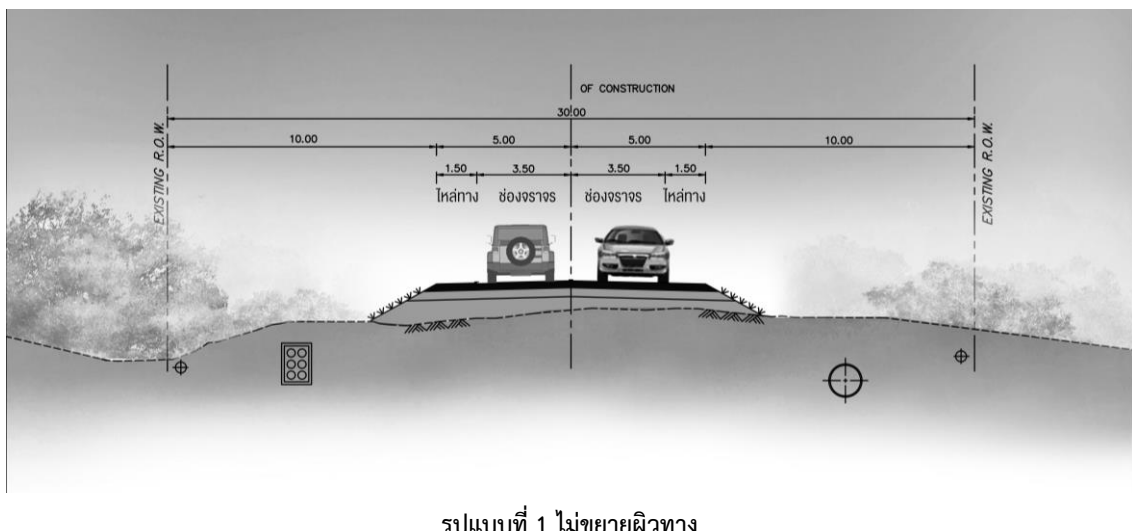 OF CONSTRUCTION
30.00
10.00 5.00 5.00 10.00
1.50 3.50 3.50 1.50
ไหล่ทาง ช่องจราจร ช่องจราจร ไหล่ทาง
EXISTING R.O.W.
EXISTING R.O.W.
รูปแบบที่ 1 ไม่ขยายผิวทาง